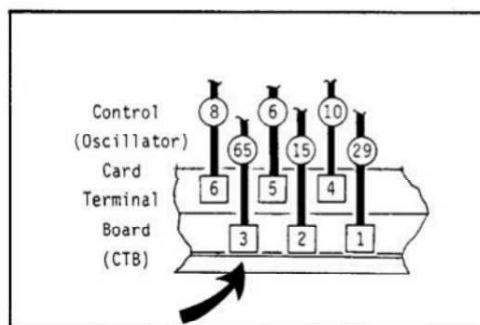 8 6 10
Control
(Oscillator) 65 15 29
Card
Terminal 6 5 4
Board 3 2 1
(CTB)